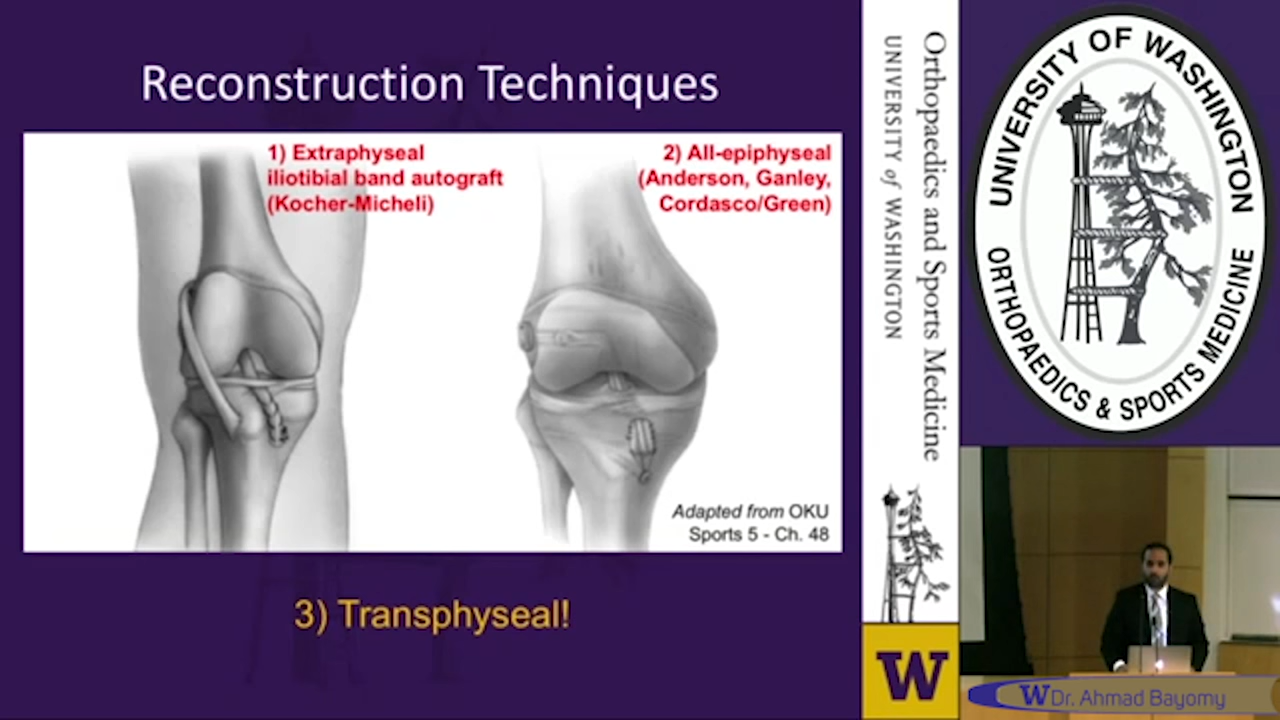 Reconstruction Techniques
1) Extraphyseal
iliotibial band autograft
(Kocher-Micheli)
2) All-epiphyseal
(Anderson, Ganley,
Cordasco/Green)
Adapted from OKU
Sports 5 - Ch. 48
3) Transphyseal!
Orthopaedics and Sports Medicine
UNIVERSITY of WASHINGTON
W
UNIVERSITY OF WASHINGTON
ORTHOPAEDICS & SPORTS MEDICINE
W Dr. Ahmad Bayomy